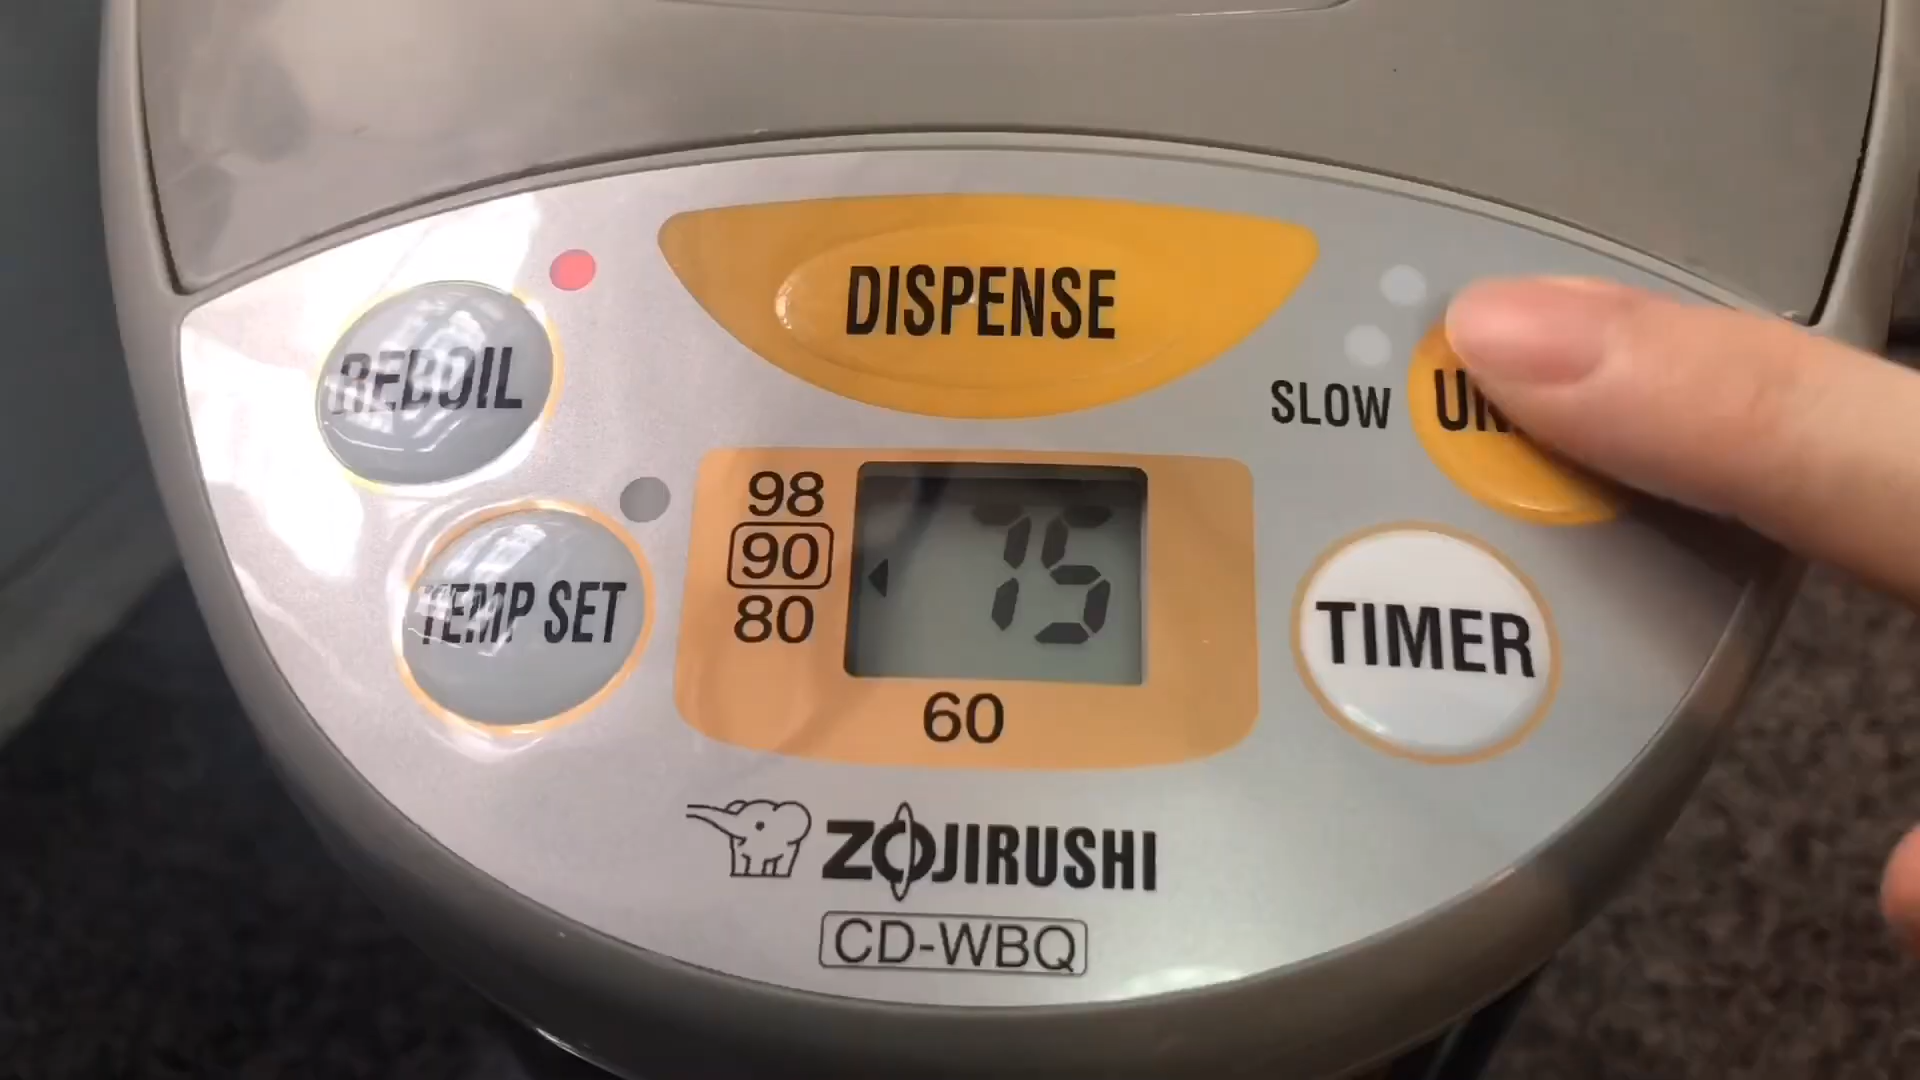 DISPENSE
REBOIL
SLOW
98
90
75
80
TEMP SET
TIMER
60
ZOJIRUSHI
CD-WBQ